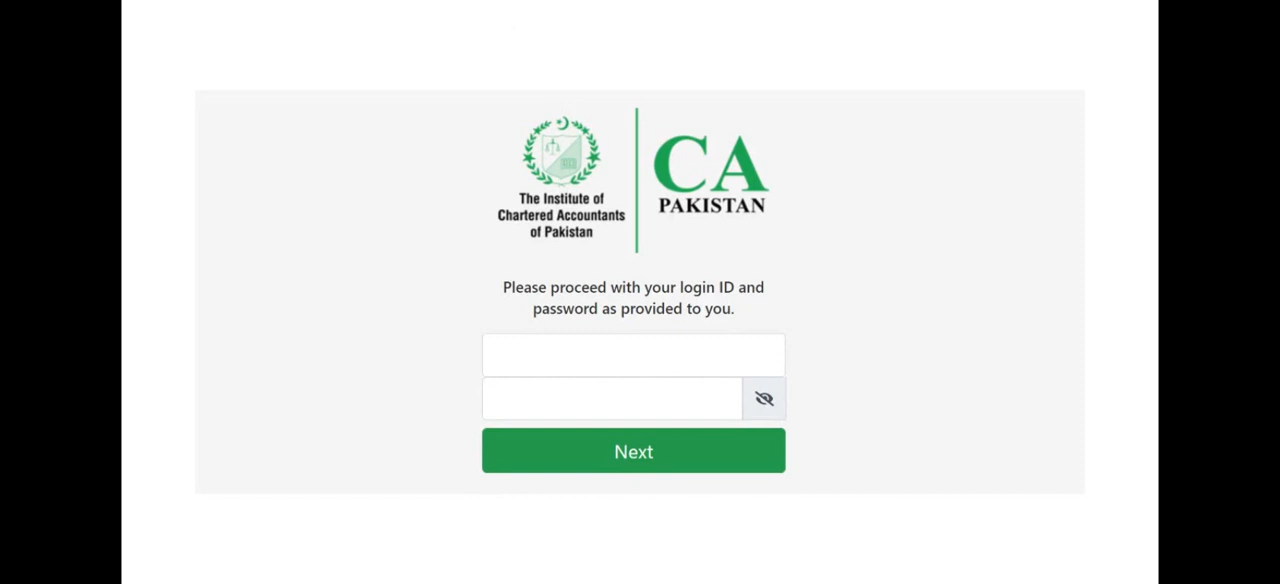 The Institute of
Chartered Accountants
of Pakistan
CA
PAKISTAN
Please proceed with your login ID and
password as provided to you.
Next